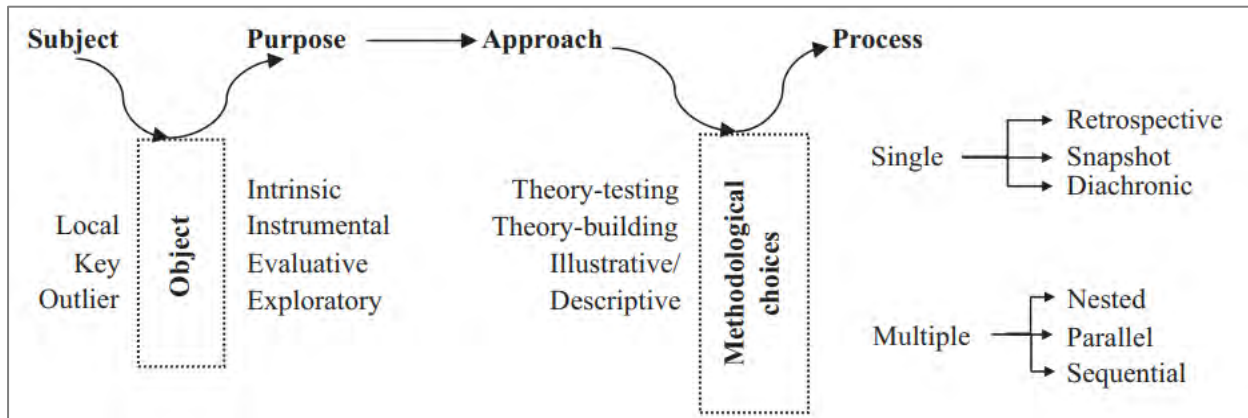 Subject
Purpose
Approach
Process
Local
Key
Outlier
Object
Intrinsic
Instrumental
Evaluative
Exploratory
Theory-testing
Theory-building
Illustrative/
Descriptive
Methodological
choices
Single
Retrospective
Snapshot
Diachronic
Multiple
Nested
Parallel
Sequential